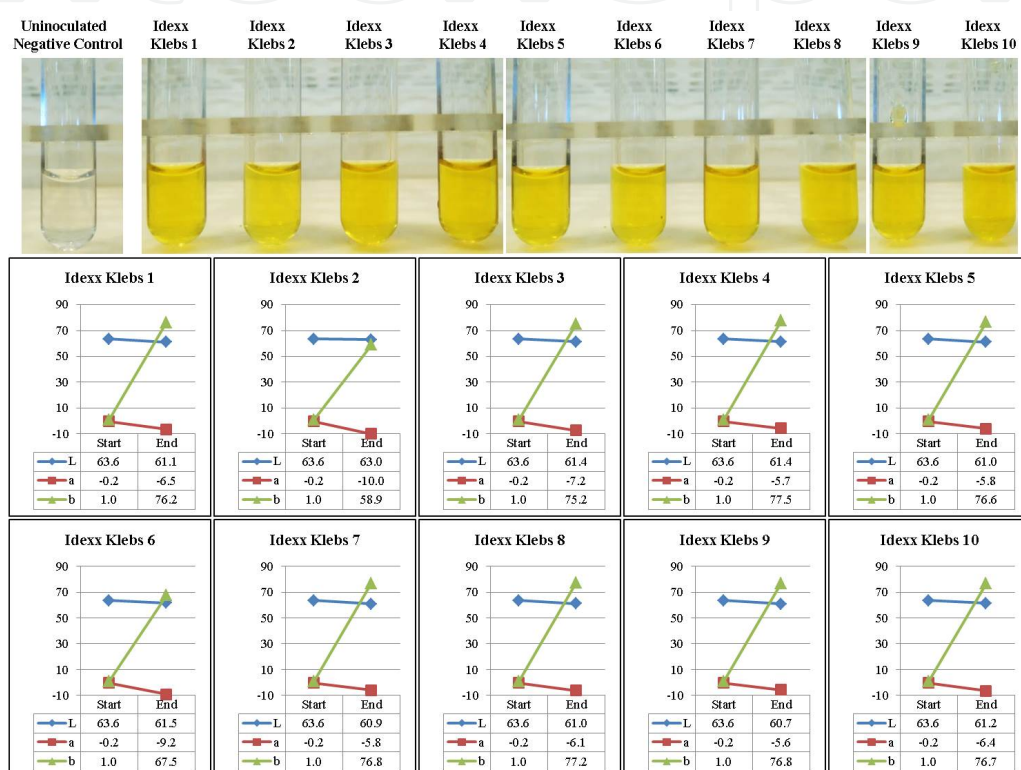 Uninoculated
Negative Control
Idexx
Klebs 1
Idexx
Klebs 2
Idexx
Klebs 3
Idexx
Klebs 4
Idexx
Klebs 5
Idexx
Klebs 6
Idexx
Klebs 7
Idexx
Klebs 8
Idexx
Klebs 9
Idexx
Klebs 10
Idexx Klebs 1
90
70
50
30
10
-10
Start End
L 63.6 61.1
a -0.2 -6.5
b 1.0 76.2
Idexx Klebs 2
90
70
50
30
10
-10
Start End
L 63.6 63.0
a -0.2 -10.0
b 1.0 58.9
Idexx Klebs 3
90
70
50
30
10
-10
Start End
L 63.6 61.4
a -0.2 -7.2
b 1.0 75.2
Idexx Klebs 4
90
70
50
30
10
-10
Start End
L 63.6 61.4
a -0.2 -5.7
b 1.0 77.5
Idexx Klebs 5
90
70
50
30
10
-10
Start End
L 63.6 61.0
a -0.2 -5.8
b 1.0 76.6
Idexx Klebs 6
90
70
50
30
10
-10
Start End
L 63.6 61.5
a -0.2 -9.2
b 1.0 67.5
Idexx Klebs 7
90
70
50
30
10
-10
Start End
L 63.6 60.9
a -0.2 -5.8
b 1.0 76.8
Idexx Klebs 8
90
70
50
30
10
-10
Start End
L 63.6 61.0
a -0.2 -6.1
b 1.0 77.2
Idexx Klebs 9
90
70
50
30
10
-10
Start End
L 63.6 60.7
a -0.2 -5.6
b 1.0 76.8
Idexx Klebs 10
90
70
50
30
10
-10
Start End
L 63.6 61.2
a -0.2 -6.4
b 1.0 76.7